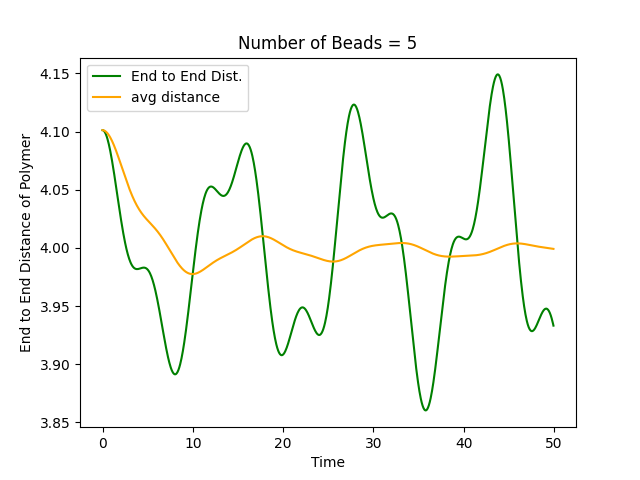 Number of Beads = 5
End to End Dist.
avg distance
End to End Distance of Polymer
4.15
4.10
4.05
4.00
3.95
3.90
3.85
0 10 20 30 40 50
Time